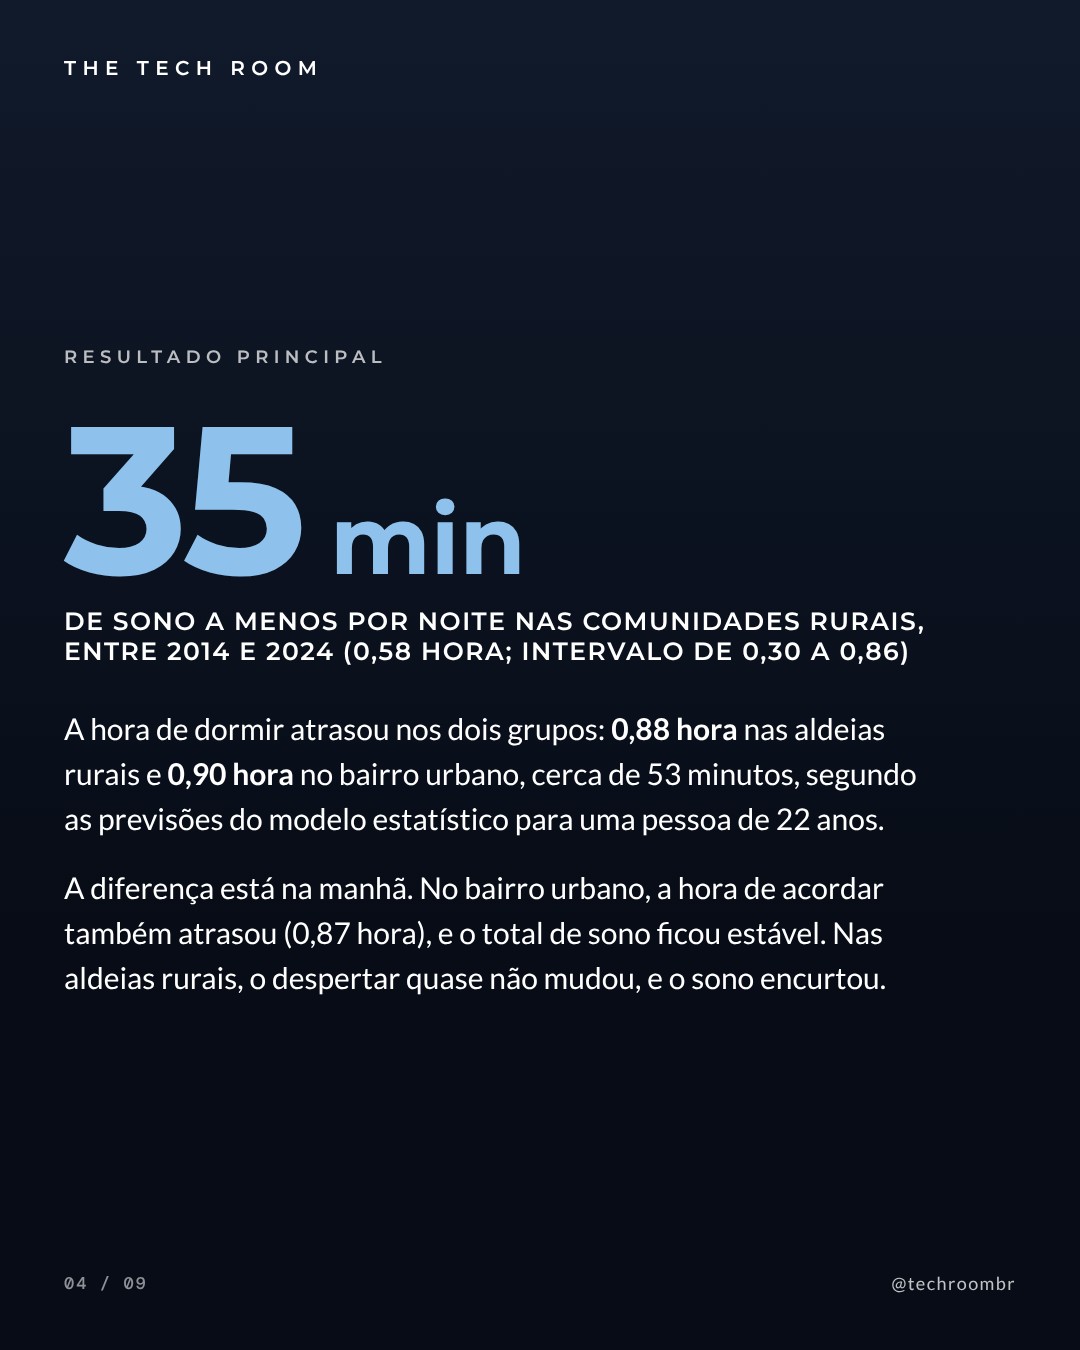 THE TECH ROOM
RESULTADO PRINCIPAL
35 min
DE SONO A MENOS POR NOITE NAS COMUNIDADES RURAIS,
ENTRE 2014 E 2024 (0,58 HORA; INTERVALO DE 0,30 A 0,86)
A hora de dormir atrasou nos dois grupos: 0,88 hora nas aldeias
rurais e 0,90 hora no bairro urbano, cerca de 53 minutos, segundo
as previsões do modelo estatístico para uma pessoa de 22 anos.
A diferença está na manhã. No bairro urbano, a hora de acordar
também atrasou (0,87 hora), e o total de sono ficou estável. Nas
aldeias rurais, o despertar quase não mudou, e o sono encurtou.
04 / 09
@techroombr